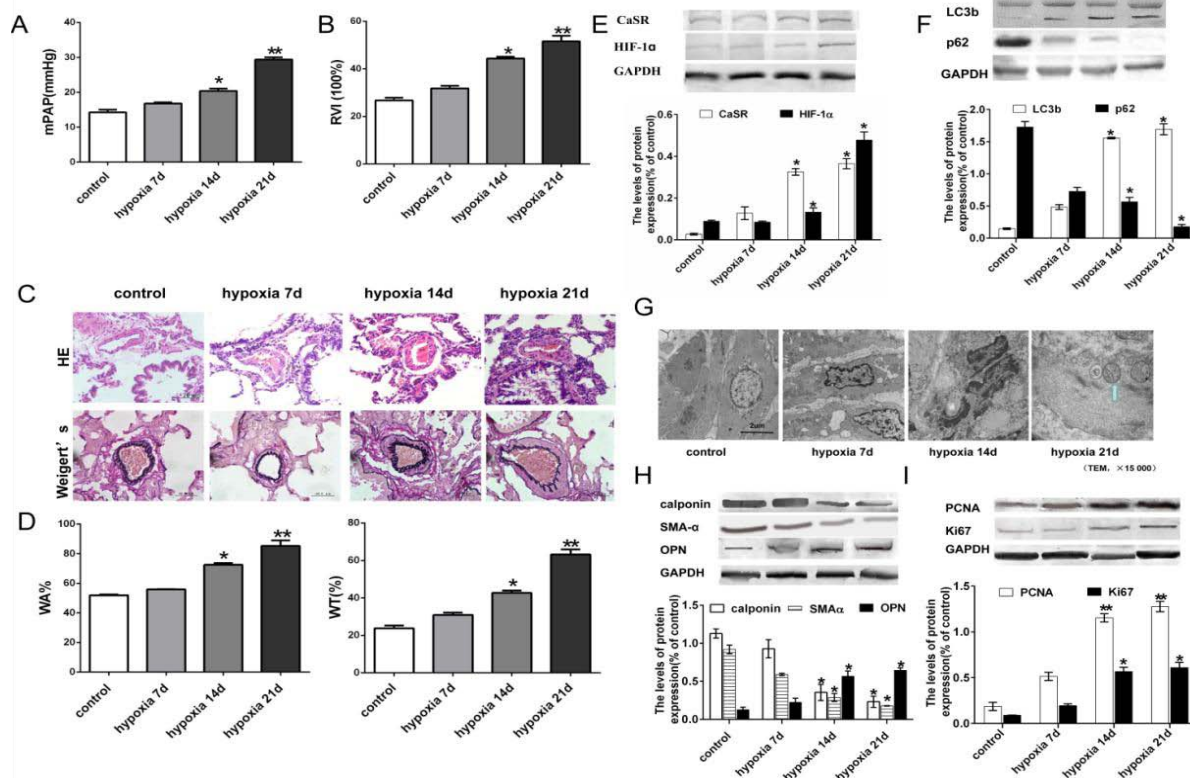 A
mPAP(mmHg)
40
30
20
10
0
*
**
control
hypoxia 7d
hypoxia 14d
hypoxia 21d
B
RVI (100%)
60
40
20
0
*
**
control
hypoxia 7d
hypoxia 14d
hypoxia 21d
C
control
hypoxia 7d
hypoxia 14d
hypoxia 21d
HE
Weigert's
D
WA%
100
80
60
40
20
0
*
**
control
hypoxia 7d
hypoxia 14d
hypoxia 21d
WT(%)
80
60
40
20
0
*
**
control
hypoxia 7d
hypoxia 14d
hypoxia 21d
E
CaSR
HIF-1α
GAPDH
CaSR
HIF-1α
The levels of protein
expression(% of control)
0.6
0.4
0.2
0.0
*
*
*
*
control
hypoxia 7d
hypoxia 14d
hypoxia 21d
F
LC3b
p62
GAPDH
LC3b
p62
The levels of protein
expression(% of control)
2.0
1.5
1.0
0.5
0.0
*
*
*
*
control
hypoxia 7d
hypoxia 14d
hypoxia 21d
G
2um
control
hypoxia 7d
hypoxia 14d
hypoxia 21d
(TEM, ×15 000)
H
calponin
SMA-α
OPN
GAPDH
calponin
SMAα
OPN
The levels of protein
expression(% of control)
1.5
1.0
0.5
0.0
*
*
*
*
*
*
control
hypoxia 7d
hypoxia 14d
hypoxia 21d
I
PCNA
Ki67
GAPDH
PCNA
Ki67
The levels of protein
expression(% of control)
1.5
1.0
0.5
0.0
**
*
**
*
control
hypoxia 7d
hypoxia 14d
hypoxia 21d